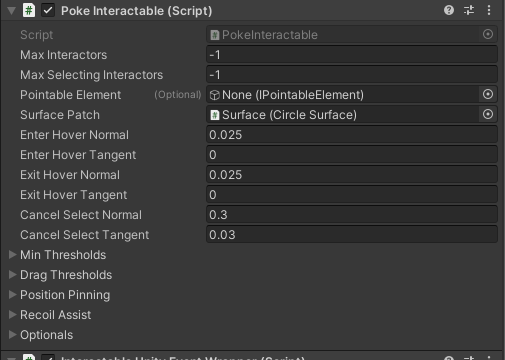 Poke Interactable (Script)
Script PokeInteractable
Max Interactors -1
Max Selecting Interactors -1
Pointable Element (Optional) None (IPointableElement)
Surface Patch Surface (Circle Surface)
Enter Hover Normal 0.025
Enter Hover Tangent 0
Exit Hover Normal 0.025
Exit Hover Tangent 0
Cancel Select Normal 0.3
Cancel Select Tangent 0.03
Min Thresholds
Drag Thresholds
Position Pinning
Recoil Assist
Optionals
Interactable Unity Event Wrapper (Script)